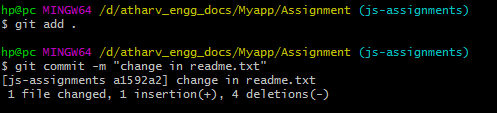 hp@pc MINGW64 /d/atharv_engg_docs/Myapp/Assignment (js-assignments)
$ git add .
hp@pc MINGW64 /d/atharv_engg_docs/Myapp/Assignment (js-assignments)
$ git commit -m "change in readme.txt"
[js-assignments a1592a2] change in readme.txt
1 file changed, 1 insertion(+), 4 deletions(-)